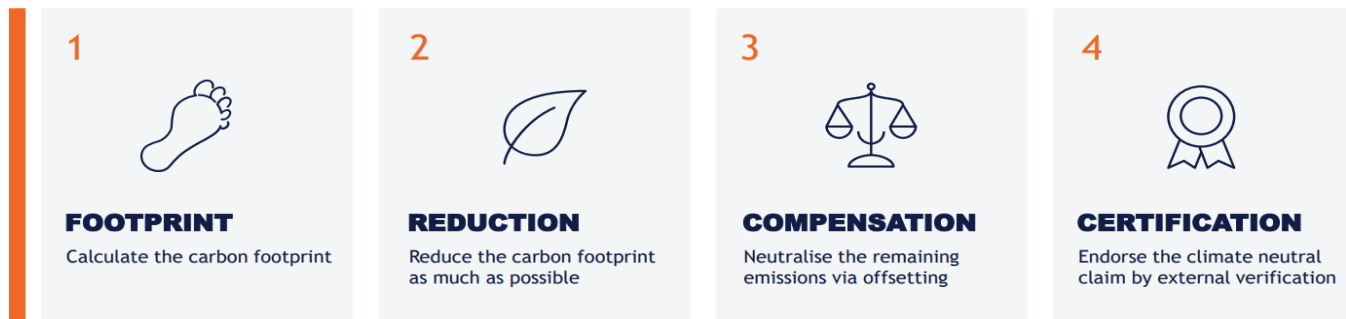 1
FOOTPRINT
Calculate the carbon footprint
2
REDUCTION
Reduce the carbon footprint
as much as possible
3
COMPENSATION
Neutralise the remaining
emissions via offsetting
4
CERTIFICATION
Endorse the climate neutral
claim by external verification